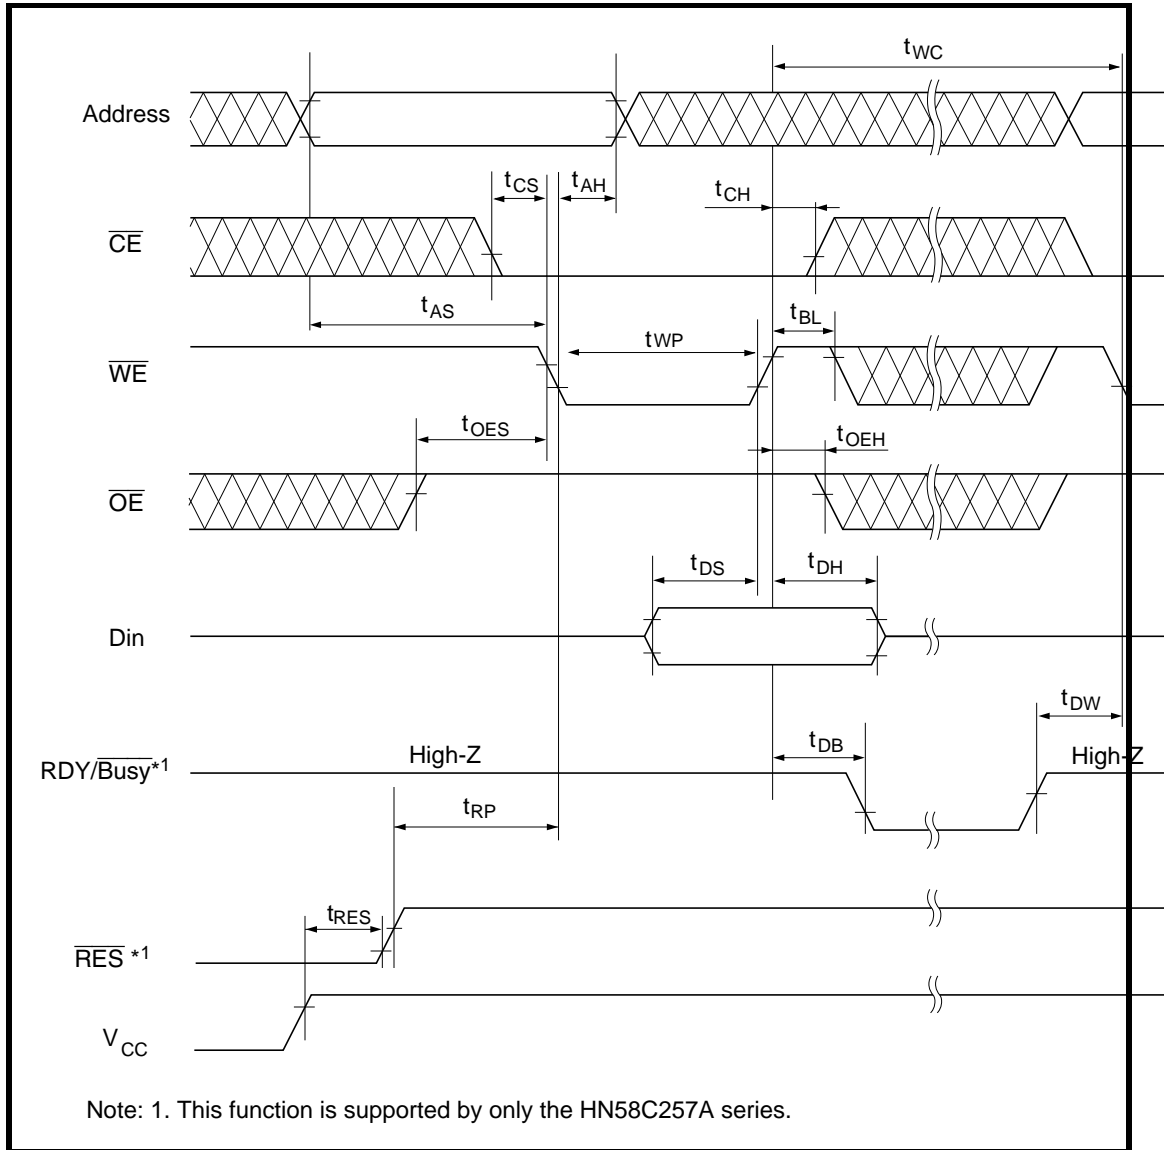 tWC
Address
tCS
tAH
tCH
CE
tAS
tBL
tWP
WE
tOES
tOEH
OE
tDS
tDH
Din
tDW
tDB
High-Z
High-Z
RDY/Busy*1
tRP
tRES
RES *1
VCC
Note: 1. This function is supported by only the HN58C257A series.